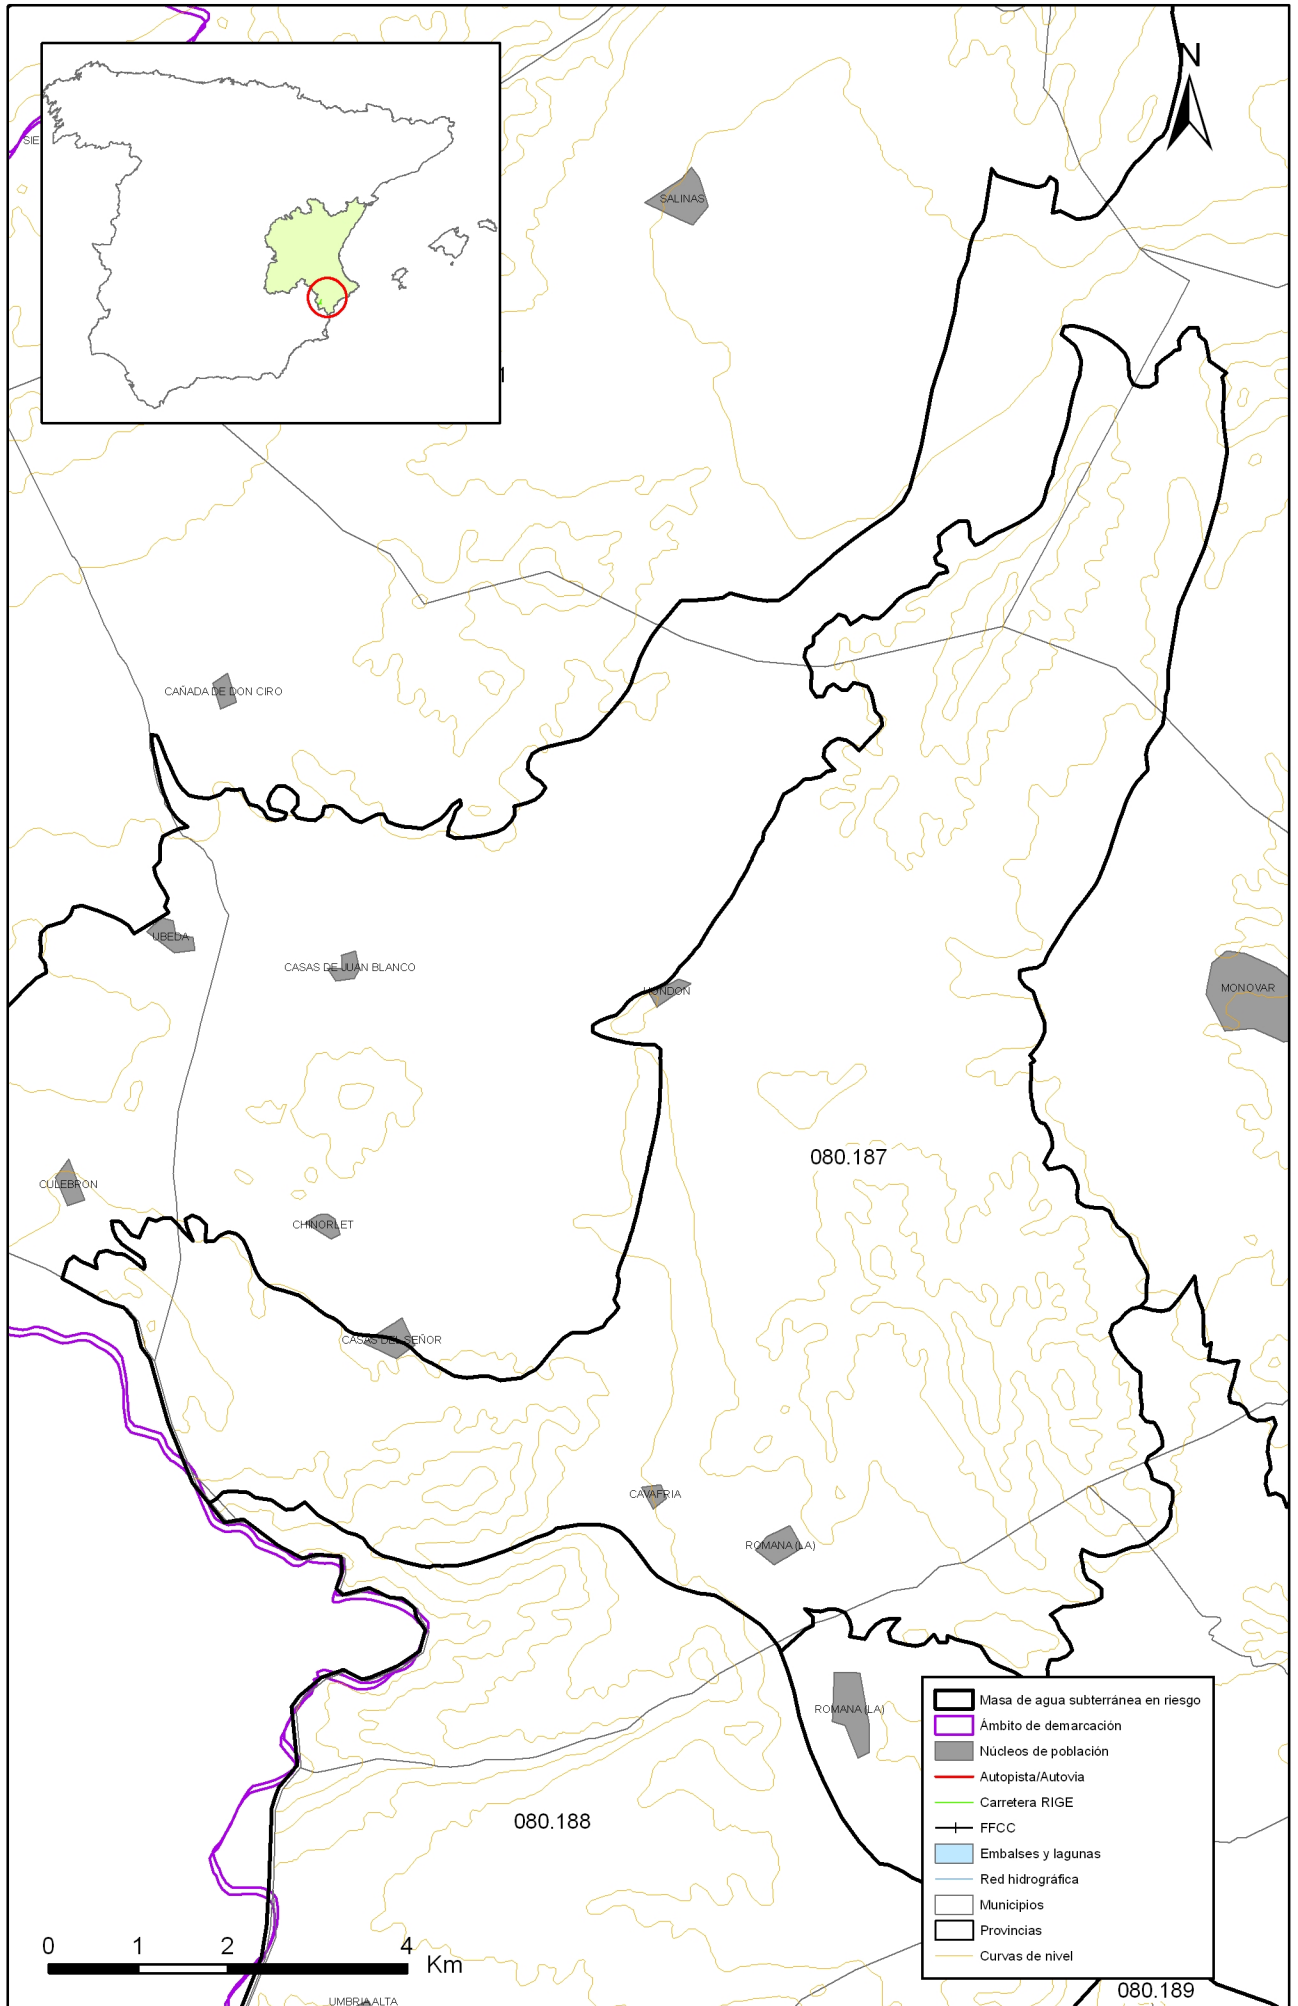 N
SIE
SALINAS
1
CAÑADA DE DON CIRO
UBEDA
CASAS DE JUAN BLANCO
HONDON
MONOVAR
080.187
CULEBRON
CHINORLET
CASAS DEL SEÑOR
CAVAFRIA
ROMANA (LA)
ROMANA (LA)
080.188
Masa de agua subterránea en riesgo
Ámbito de demarcación
Núcleos de población
Autopista/Autovia
Carretera RIGE
FFCC
Embalses y lagunas
Red hidrográfica
Municipios
Provincias
Curvas de nivel
0 1 2 4 Km
UMBRIA ALTA
080.189